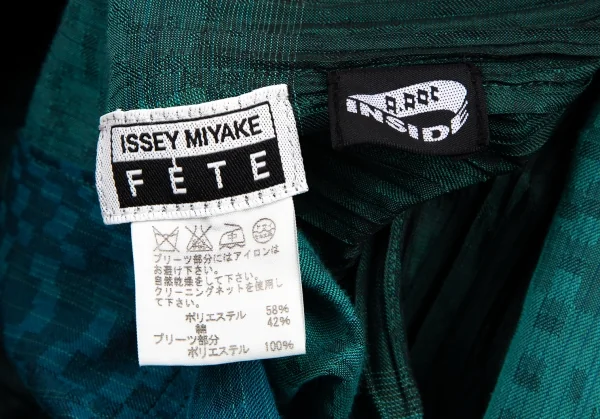 ISSEY MIYAKE
FÊTE
A.POC
INSIDE
プリーツ部分にはアイロンは
お避け下さい。
自然乾燥をして下さい。
クリーニングネットを使用して下さい。
ポリエステル 58%
綿 42%
プリーツ部分
ポリエステル 100%